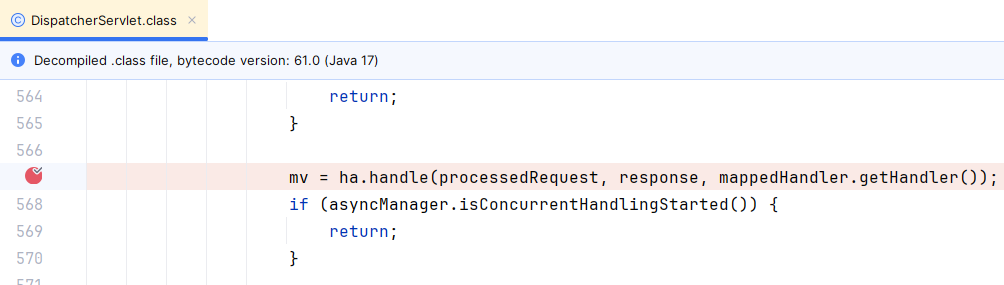 DispatcherServlet.class
Decompiled .class file, bytecode version: 61.0 (Java 17)
564 return;
565 }
566
mv = ha.handle(processedRequest, response, mappedHandler.getHandler());
568 if (asyncManager.isConcurrentHandlingStarted()) {
569 return;
570 }
571